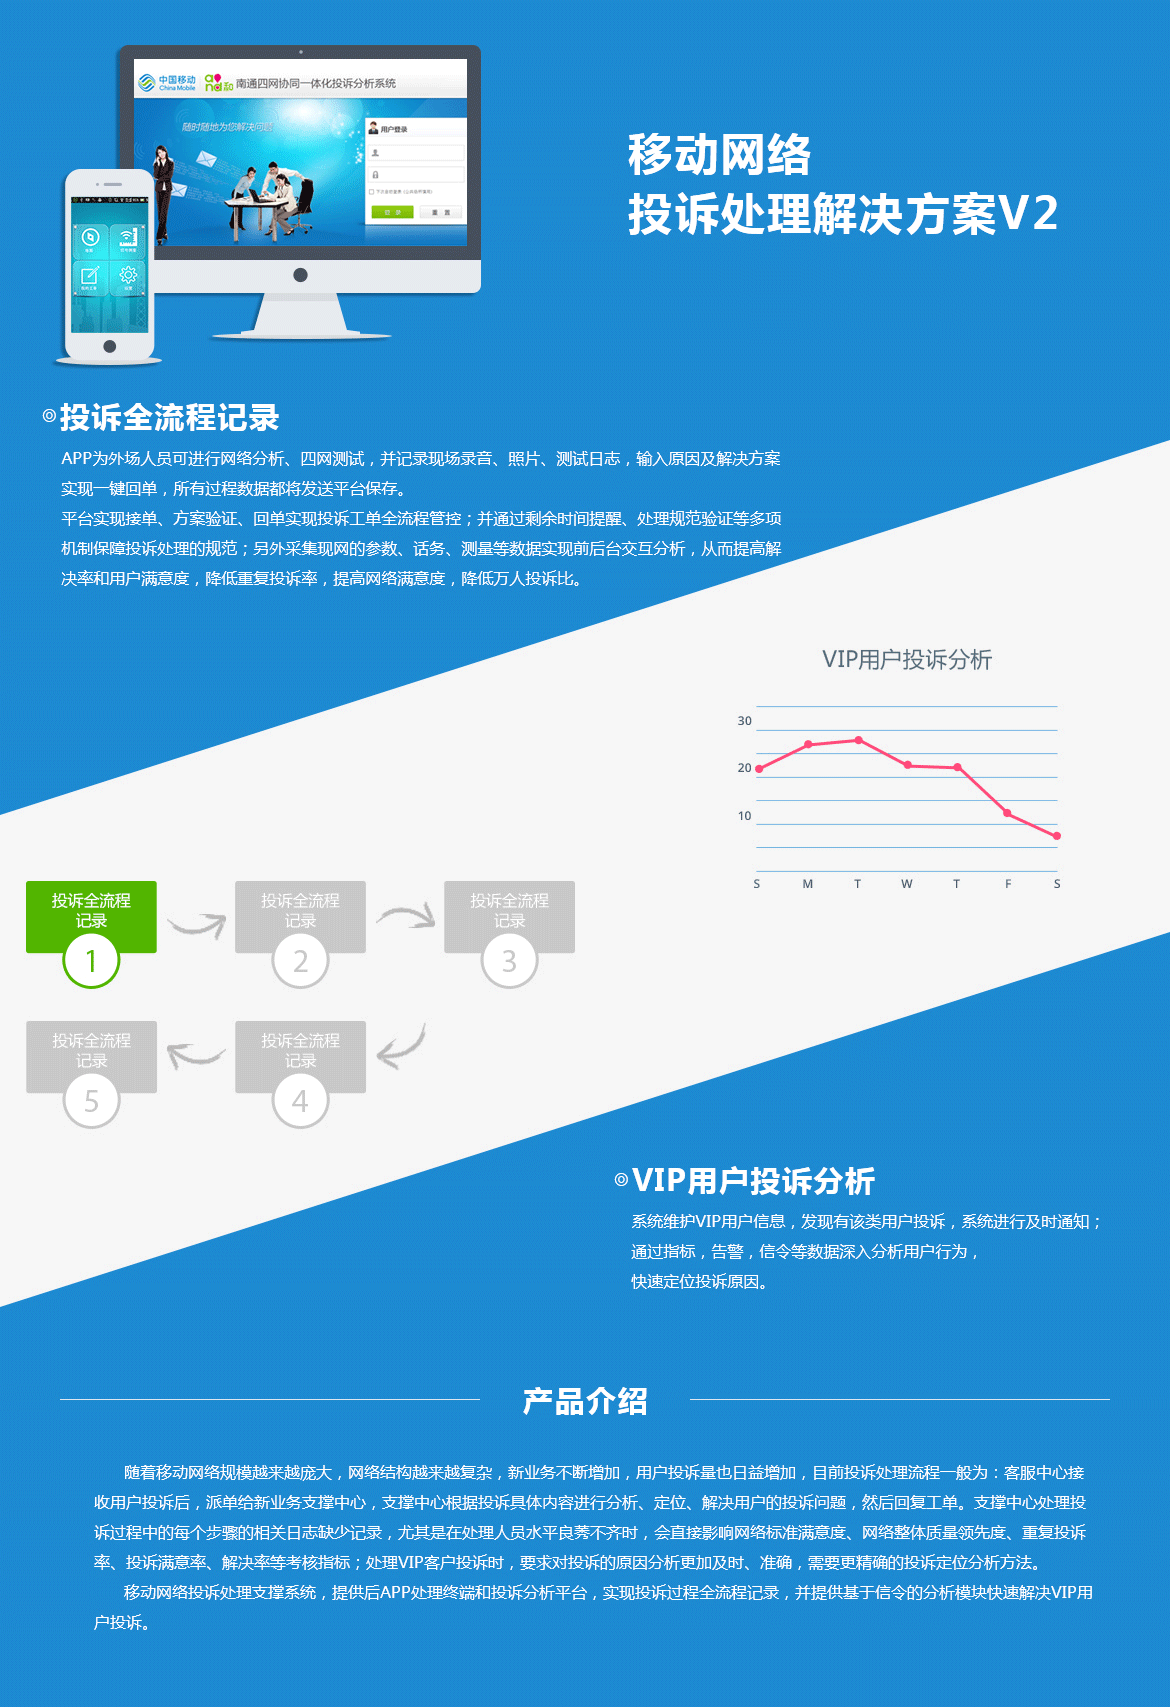 中国移动
China Mobile
and和
南通四网协同一体化投诉分析系统
随时随地为您解决问题
用户登录
登 录
重 置
移动网络
投诉处理解决方案V2
投诉全流程记录
APP为外场人员可进行网络分析、四网测试，并记录现场录音、照片、测试日志，输入原因及解决方案
实现一键回单，所有过程数据都将发送平台保存。
平台实现接单、方案验证、回单实现投诉工单全流程管控；并通过剩余时间提醒、处理规范验证等多项
机制保障投诉处理的规范；另外采集现网的参数、话务、测量等数据实现前后台交互分析，从而提高解
决率和用户满意度，降低重复投诉率，提高网络满意度，降低万人投诉比。
VIP用户投诉分析
30
20
10
S M T W T F S
投诉全流程
记录
1
投诉全流程
记录
2
投诉全流程
记录
3
投诉全流程
记录
5
投诉全流程
记录
4
VIP用户投诉分析
系统维护VIP用户信息，发现有该类用户投诉，系统进行及时通知；
通过指标，告警，信令等数据深入分析用户行为，
快速定位投诉原因。
产品介绍
随着移动网络规模越来越庞大，网络结构越来越复杂，新业务不断增加，用户投诉量也日益增加，目前投诉处理流程一般为：客服中心接
收用户投诉后，派单给新业务支撑中心，支撑中心根据投诉具体内容进行分析、定位、解决用户的投诉问题，然后回复工单。支撑中心处理投
诉过程中的每个步骤的相关日志缺少记录，尤其是在处理人员水平良莠不齐时，会直接影响网络标准满意度、网络整体质量领先度、重复投诉
率、投诉满意率、解决率等考核指标；处理VIP客户投诉时，要求对投诉的原因分析更加及时、准确，需要更精确的投诉定位分析方法。
移动网络投诉处理支撑系统，提供后APP处理终端和投诉分析平台，实现投诉过程全流程记录，并提供基于信令的分析模块快速解决VIP用
户投诉。